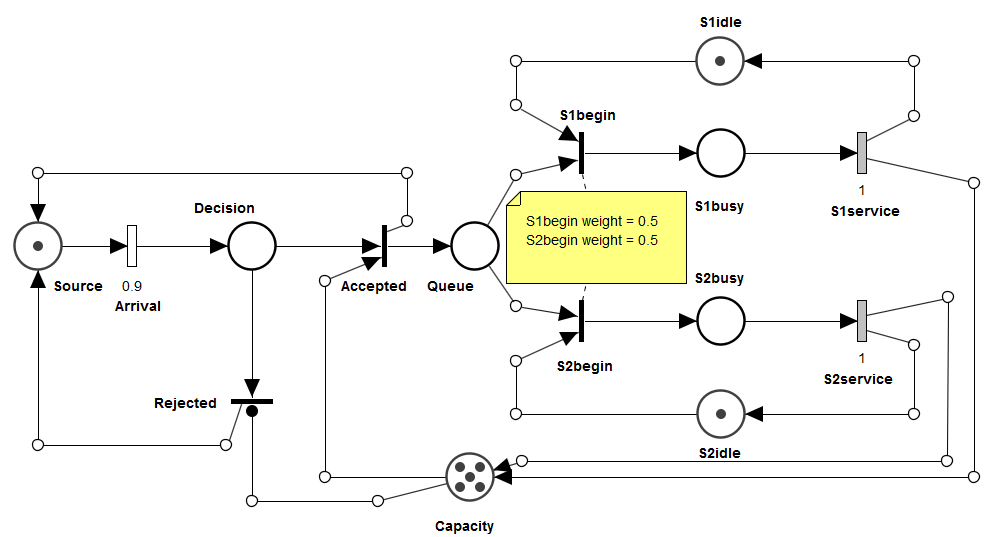 S1idle
S1begin
S1busy
1
S1service
S1begin weight = 0.5
S2begin weight = 0.5
Decision
Source
0.9
Arrival
Accepted
Queue
S2busy
1
S2service
S2begin
Rejected
S2idle
Capacity